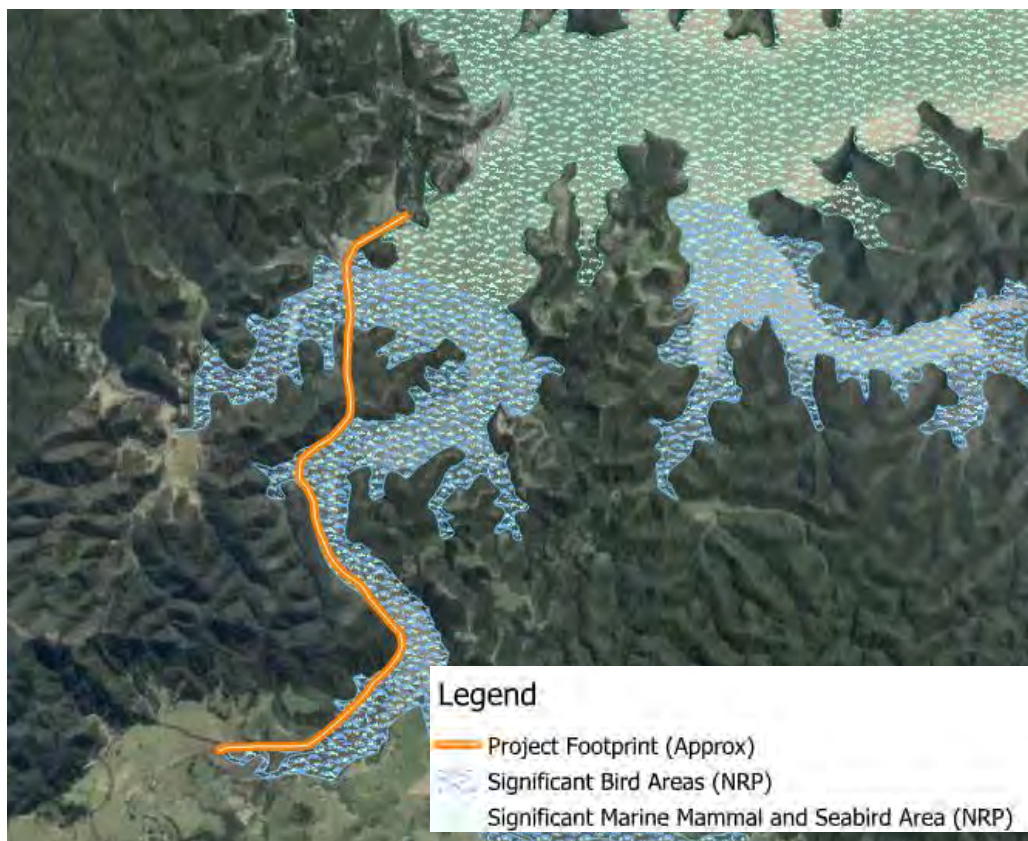 Legend
Project Footprint (Approx)
Significant Bird Areas (NRP)
Significant Marine Mammal and Seabird Area (NRP)